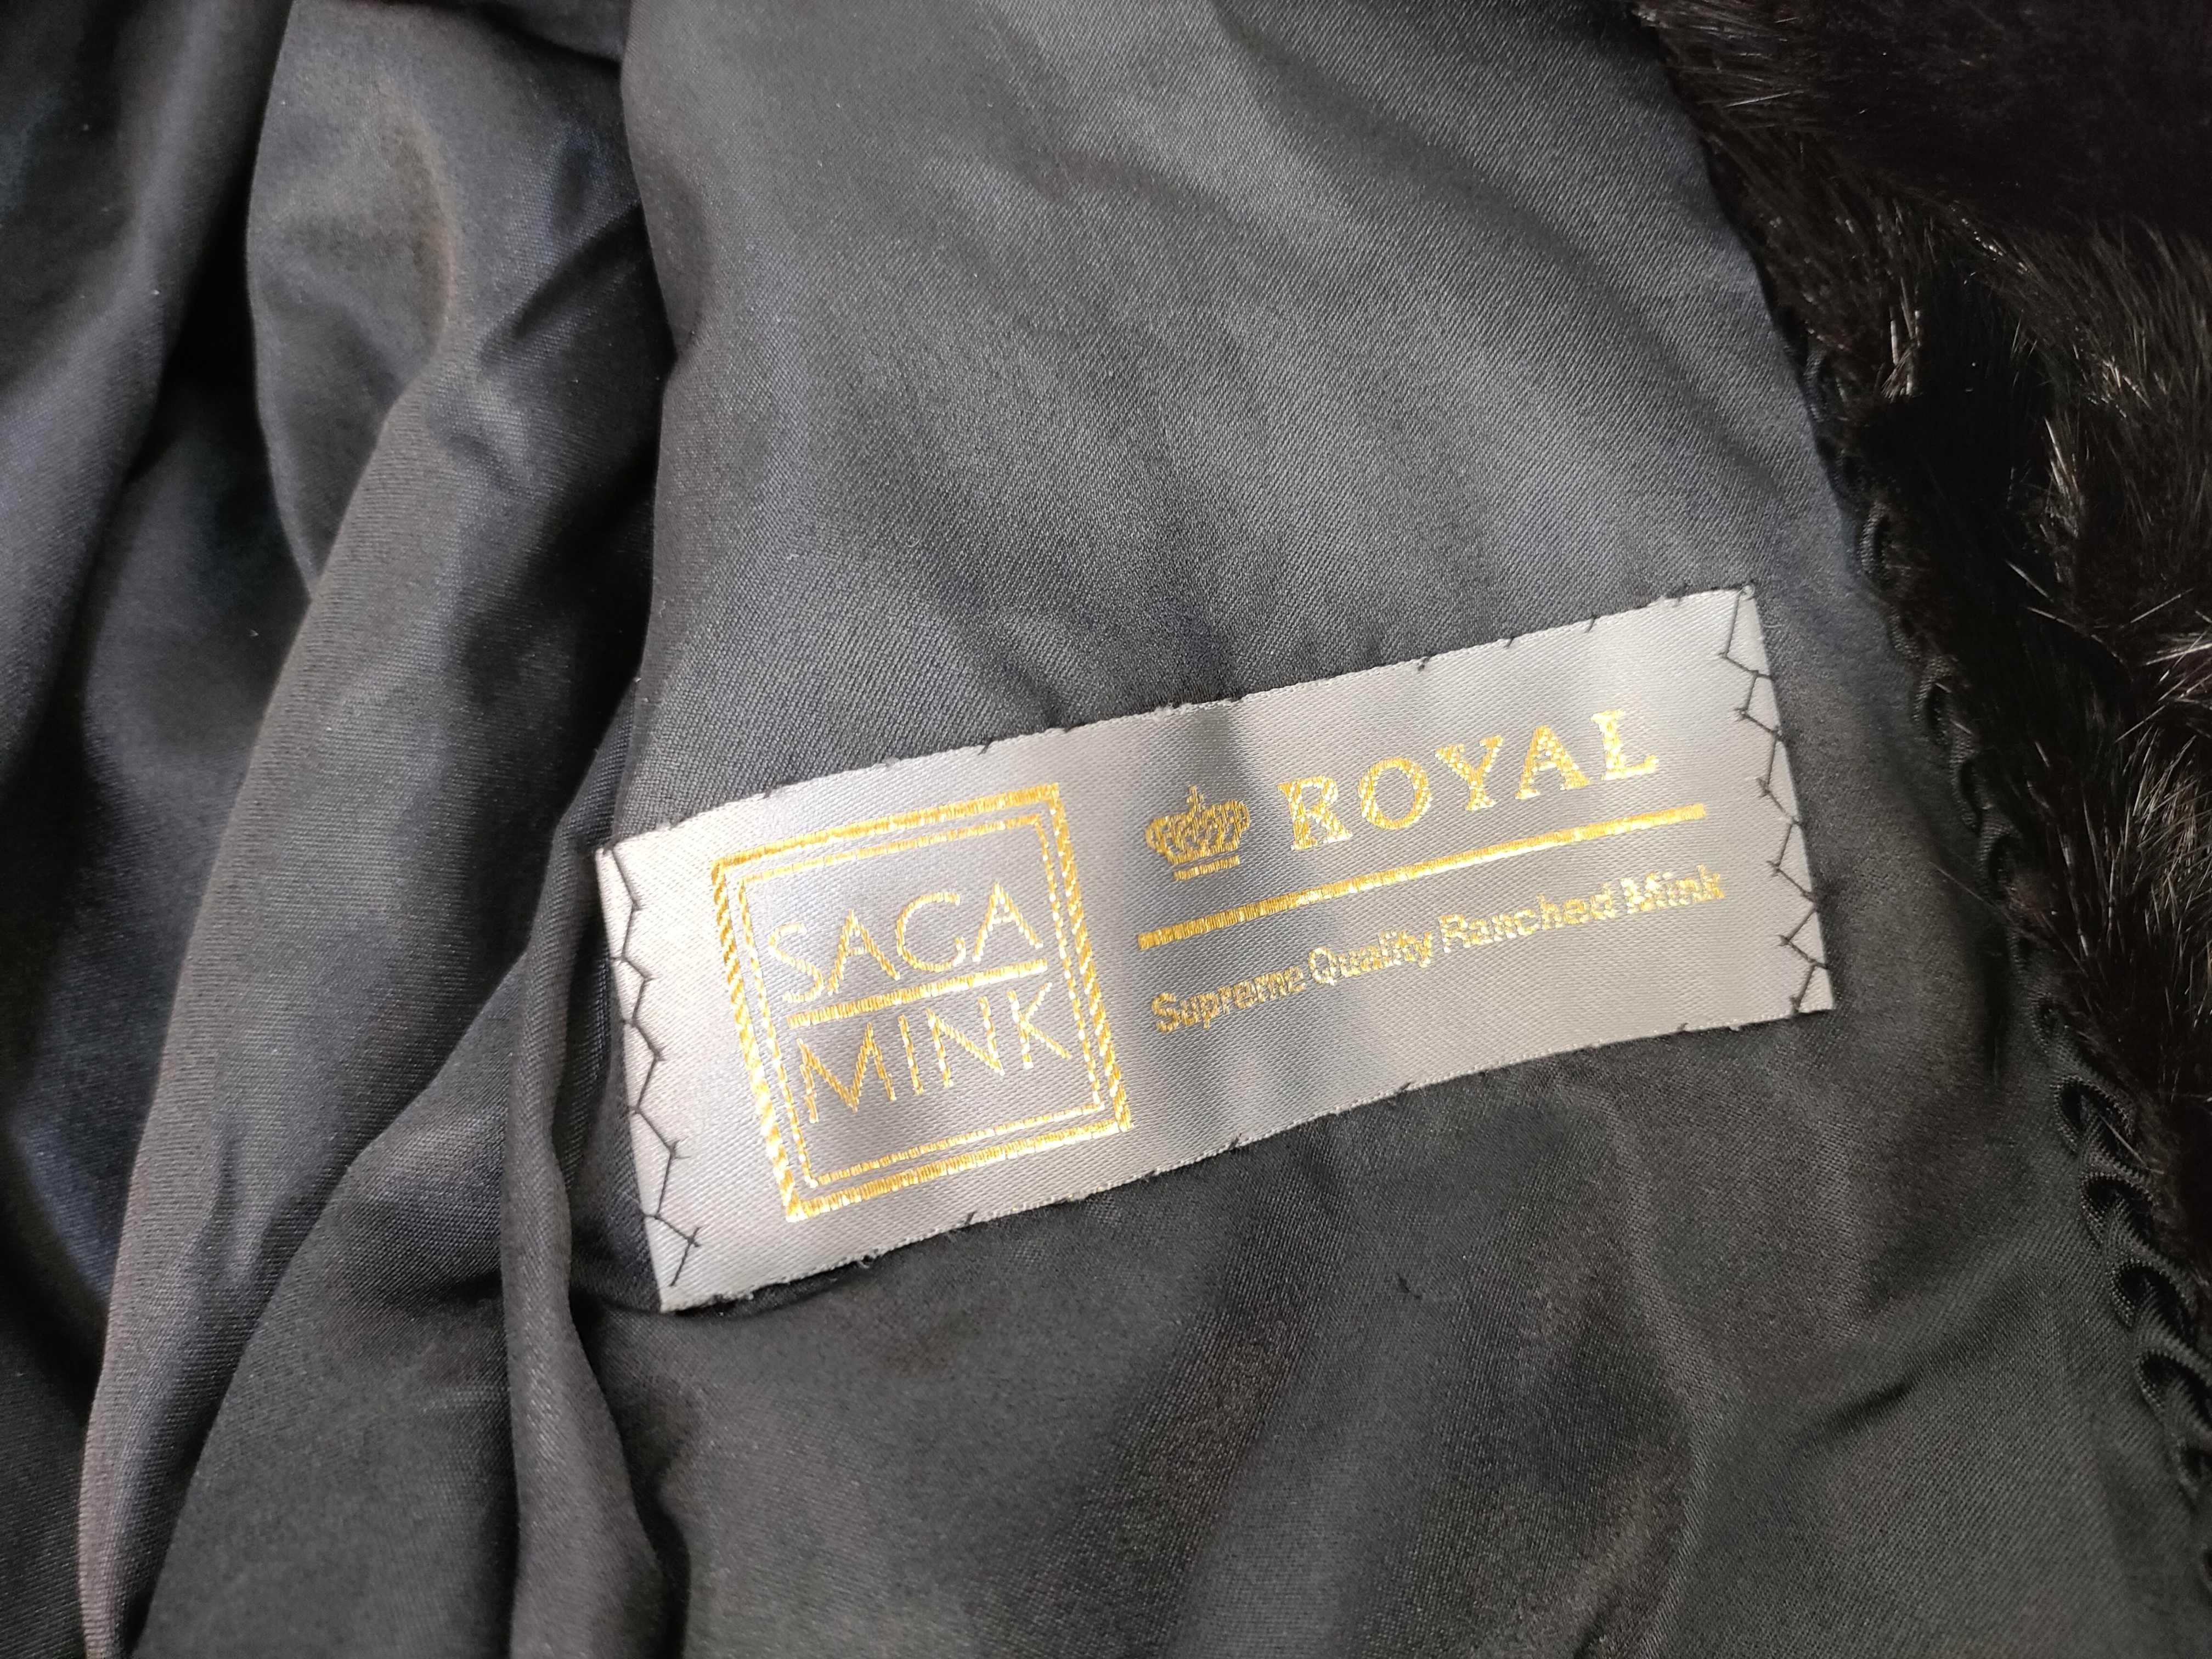 SAGA
MINK
ROYAL
Supreme Quality Ranched Mink